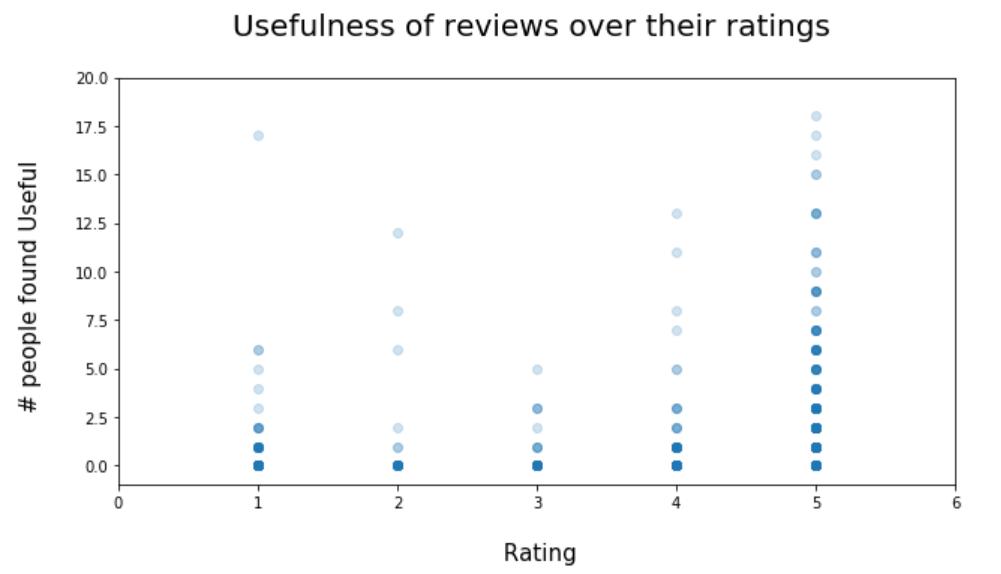 Usefulness of reviews over their ratings
# people found Useful
20.0
17.5
15.0
12.5
10.0
7.5
5.0
2.5
0.0
0 1 2 3 4 5 6
Rating